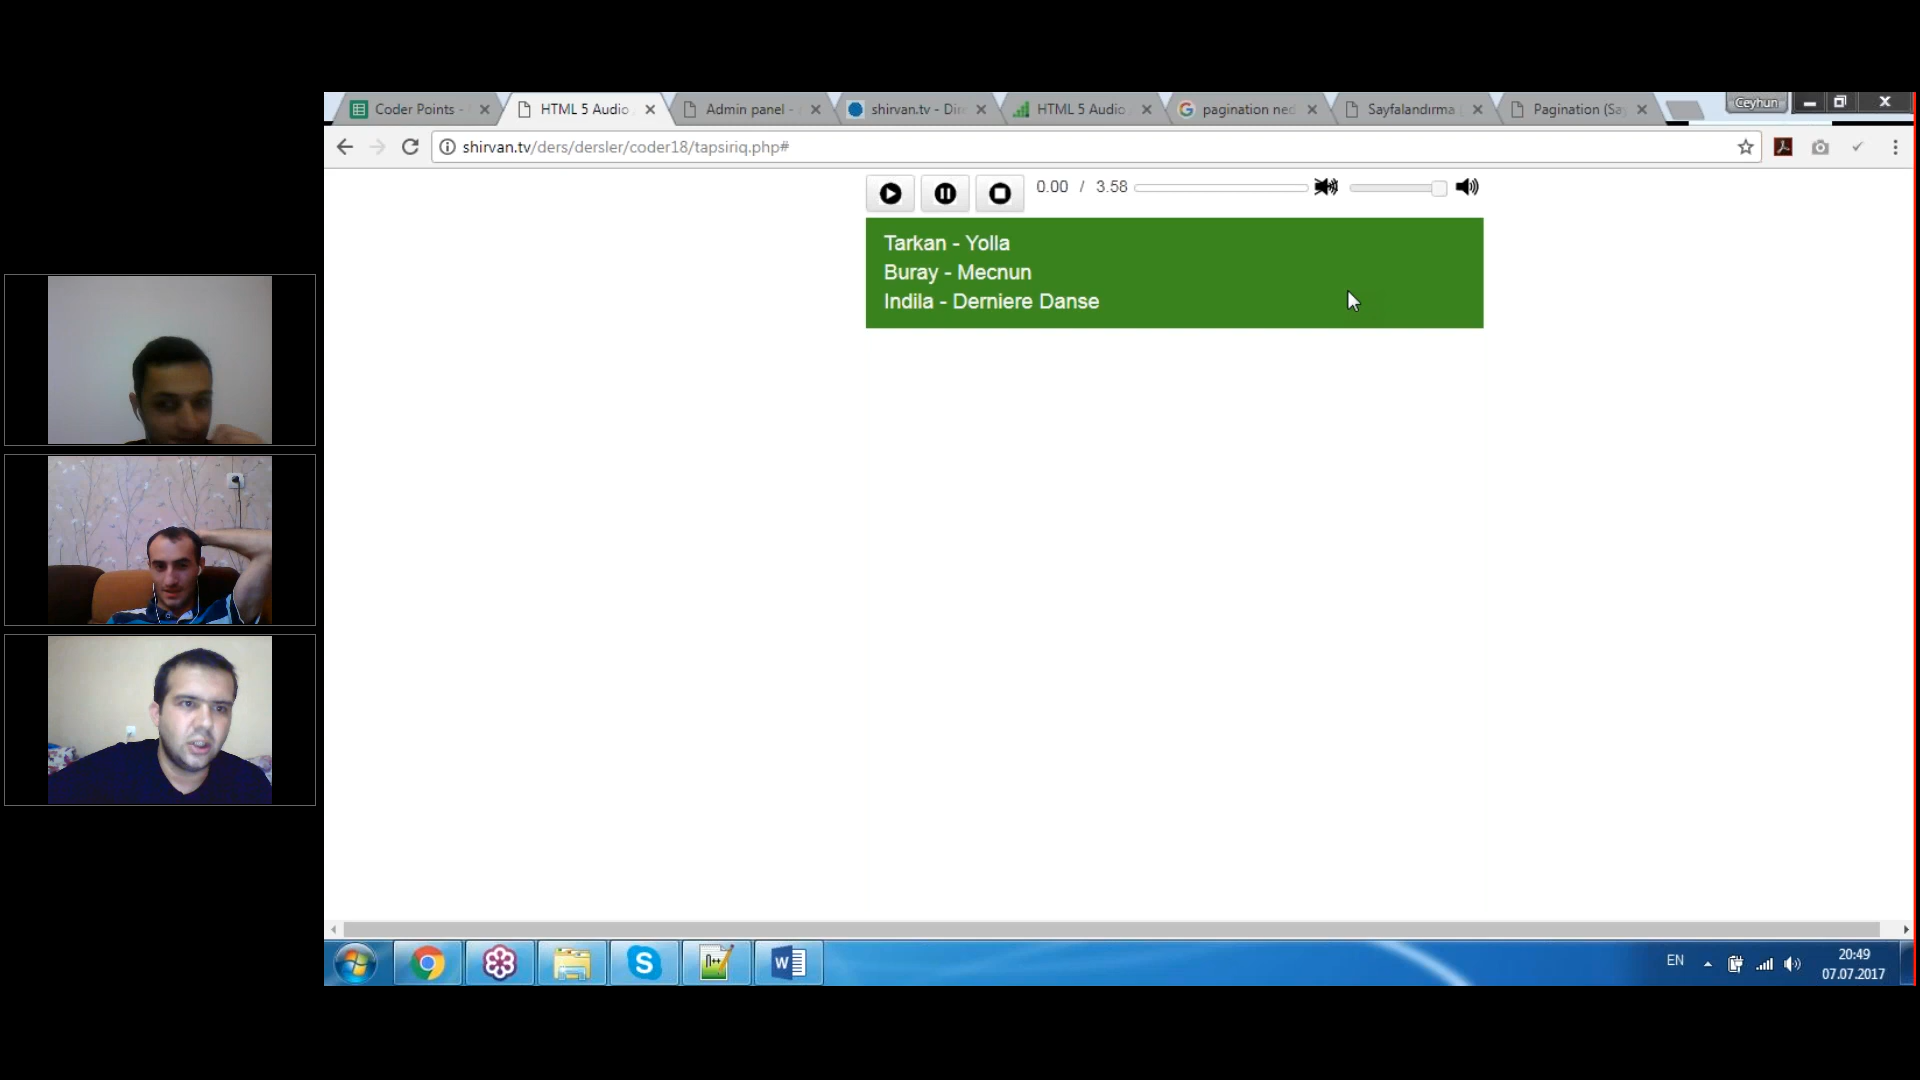 Coder Points -
HTML 5 Audio
Admin panel -
shirvan.tv - Dir
HTML 5 Audio
pagination ned
Sayfalandırma
Pagination (Sa
Ceyhun
shirvan.tv/ders/dersler/coder18/tapsiriq.php#
0.00 / 3.58
Tarkan - Yolla
Buray - Mecnun
Indila - Derniere Danse
EN
20:49
07.07.2017